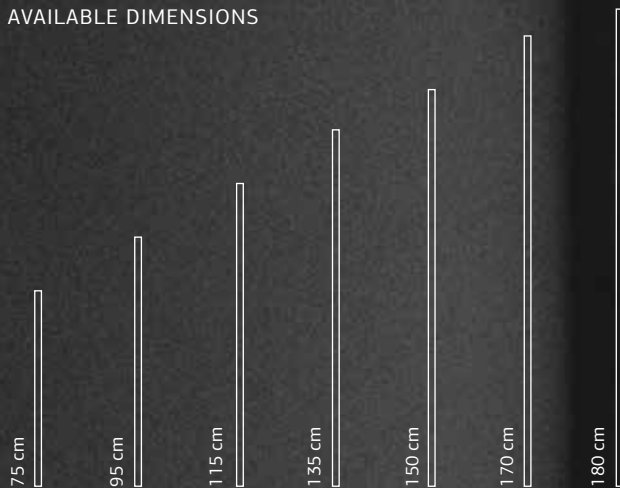 AVAILABLE DIMENSIONS
75 cm
95 cm
115 cm
135 cm
150 cm
170 cm
180 cm